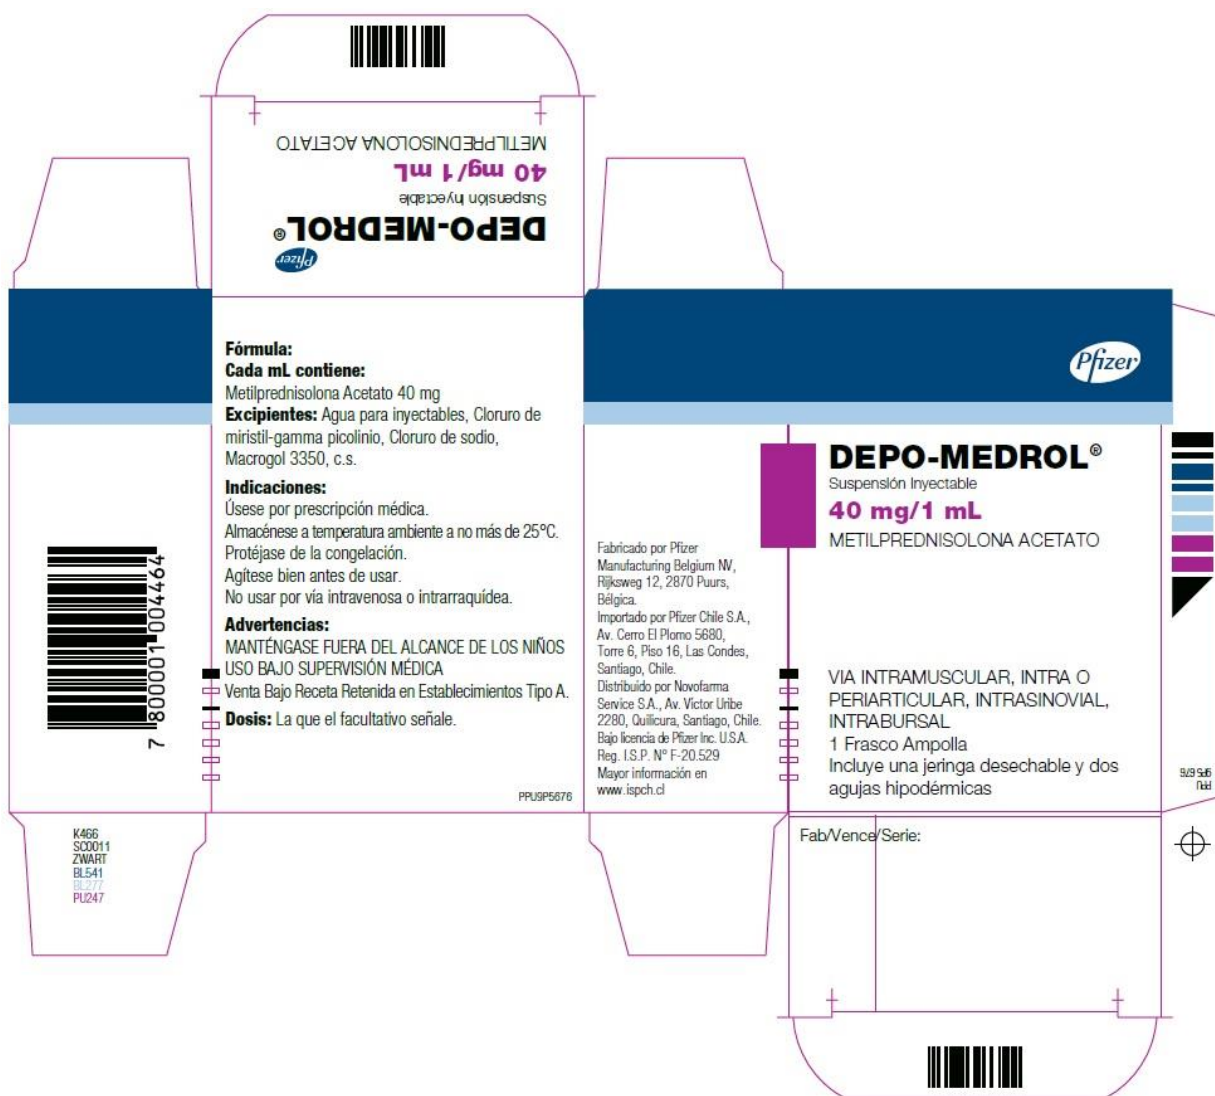 METILPREDNISOLONA ACETATO
40 mg/1 mL
Suspensión Inyectable
DEPO-MEDROL®
Pfizer
Fórmula:
Cada mL contiene:
Metilprednisolona Acetato 40 mg
Excipientes: Agua para inyectables, Cloruro de
miristil-gamma picolinio, Cloruro de sodio,
Macrogol 3350, c.s.
Indicaciones:
Úsese por prescripción médica.
Almacénese a temperatura ambiente a no más de 25°C.
Protéjase de la congelación.
Agítese bien antes de usar.
No usar por vía intravenosa o intrarraquídea.
Advertencias:
MANTÉNGASE FUERA DEL ALCANCE DE LOS NIÑOS
USO BAJO SUPERVISIÓN MÉDICA
Venta Bajo Receta Retenida en Establecimientos Tipo A.
Dosis: La que el facultativo señale.
PPU9P5676
7 800001 004464
K466
SC0011
ZWART
BL541
BL277
PU247
Fabricado por Pfizer
Manufacturing Belgium NV,
Rijksweg 12, 2870 Puurs,
Bélgica.
Importado por Pfizer Chile S.A.,
Av. Cerro El Plomo 5680,
Torre 6, Piso 16, Las Condes,
Santiago, Chile.
Distribuido por Novofarma
Service S.A., Av. Victor Uribe
2280, Quilicura, Santiago, Chile.
Bajo licencia de Pfizer Inc. U.S.A.
Reg. I.S.P. N° F-20.529
Mayor información en
www.ispch.cl
Pfizer
DEPO-MEDROL®
Suspensión Inyectable
40 mg/1 mL
METILPREDNISOLONA ACETATO
VIA INTRAMUSCULAR, INTRA O
PERIARTICULAR, INTRASINOVIAL,
INTRABURSAL
1 Frasco Ampolla
Incluye una jeringa desechable y dos
agujas hipodérmicas
PPU
9P5 676
Fab/Vence/Serie: